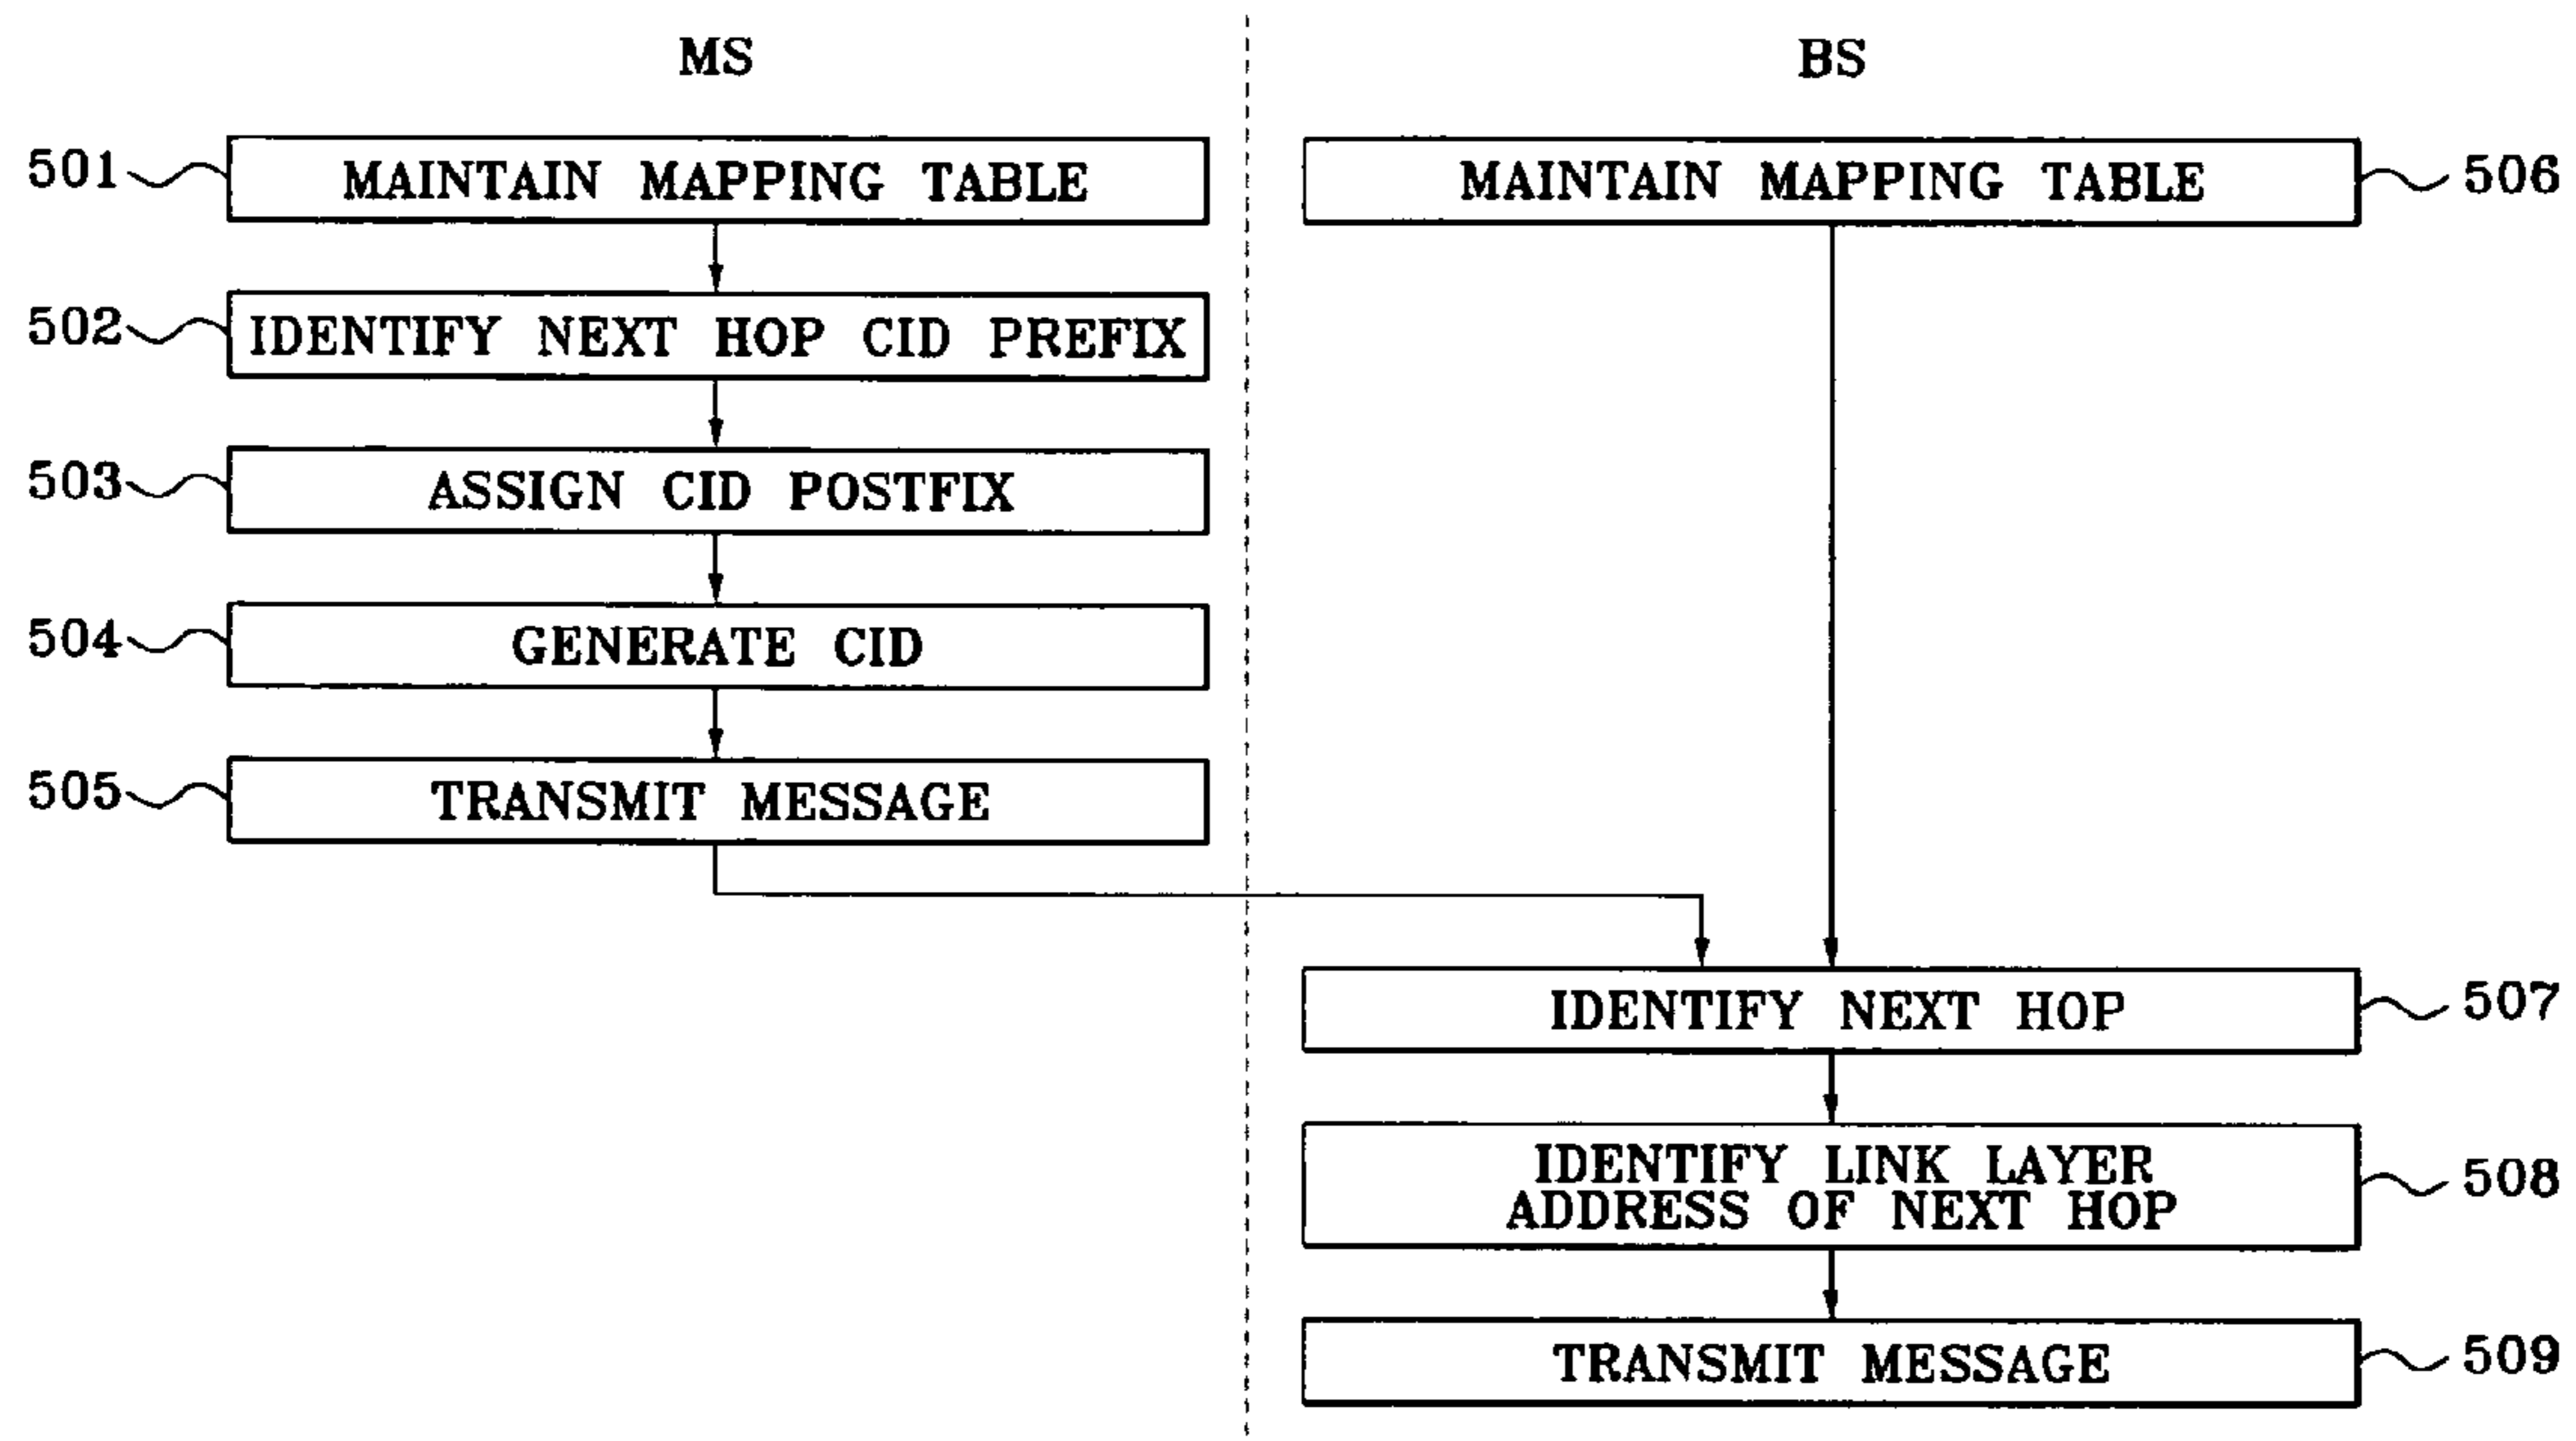 MS
501 MAINTAIN MAPPING TABLE
502 IDENTIFY NEXT HOP CID PREFIX
503 ASSIGN CID POSTFIX
504 GENERATE CID
505 TRANSMIT MESSAGE
BS
MAINTAIN MAPPING TABLE 506
IDENTIFY NEXT HOP 507
IDENTIFY LINK LAYER
ADDRESS OF NEXT HOP 508
TRANSMIT MESSAGE 509